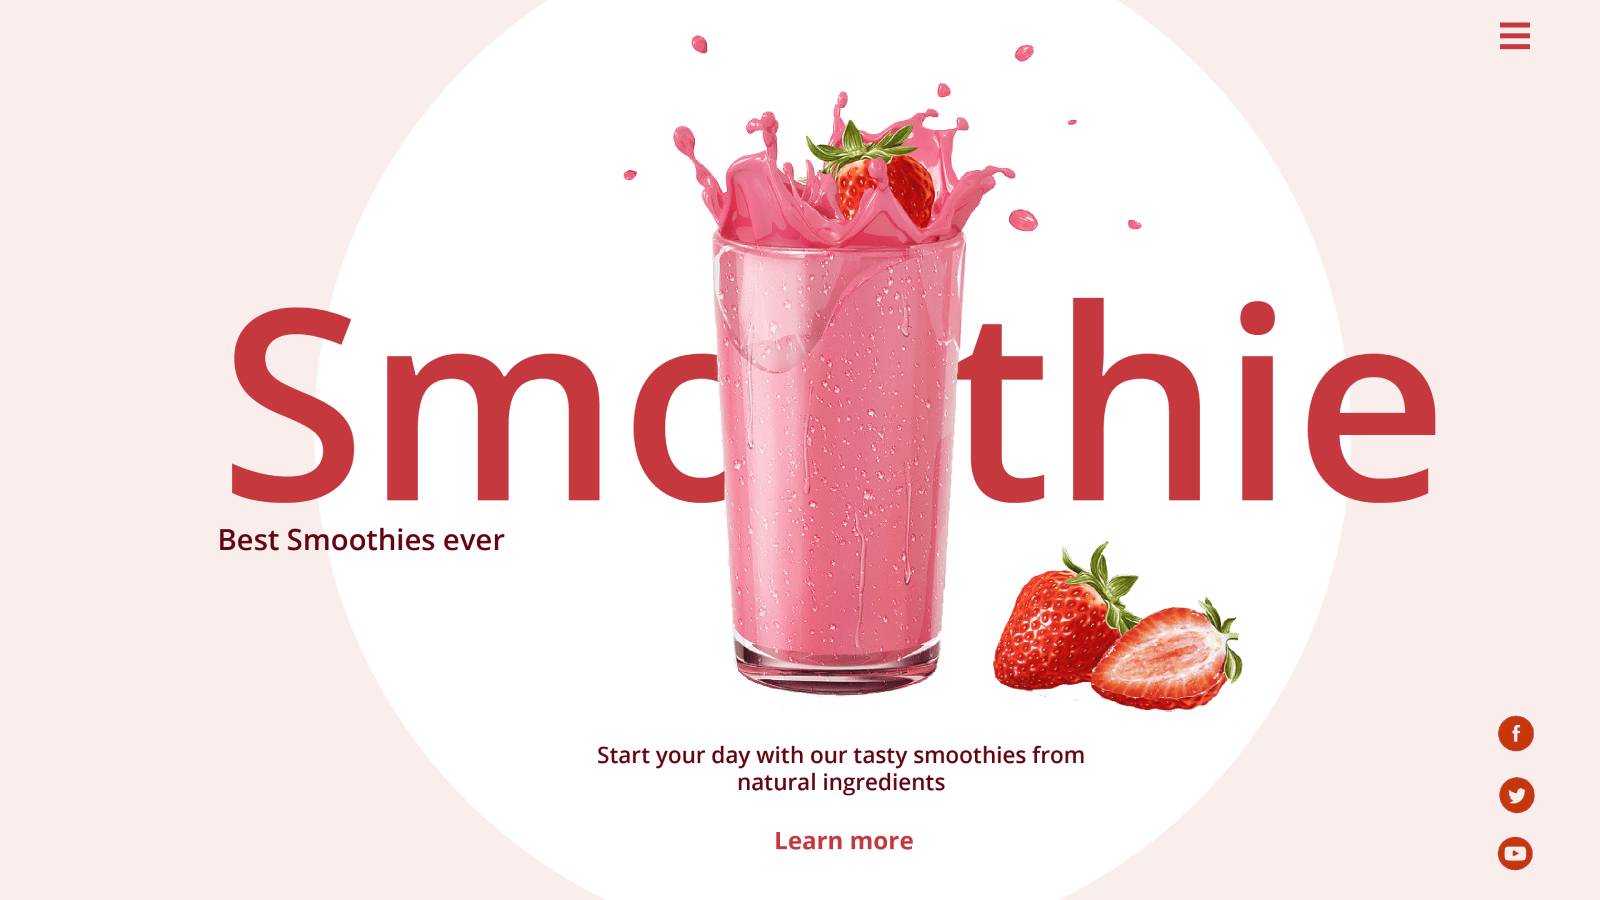 Smoothie
Best Smoothies ever
Start your day with our tasty smoothies from
natural ingredients
Learn more